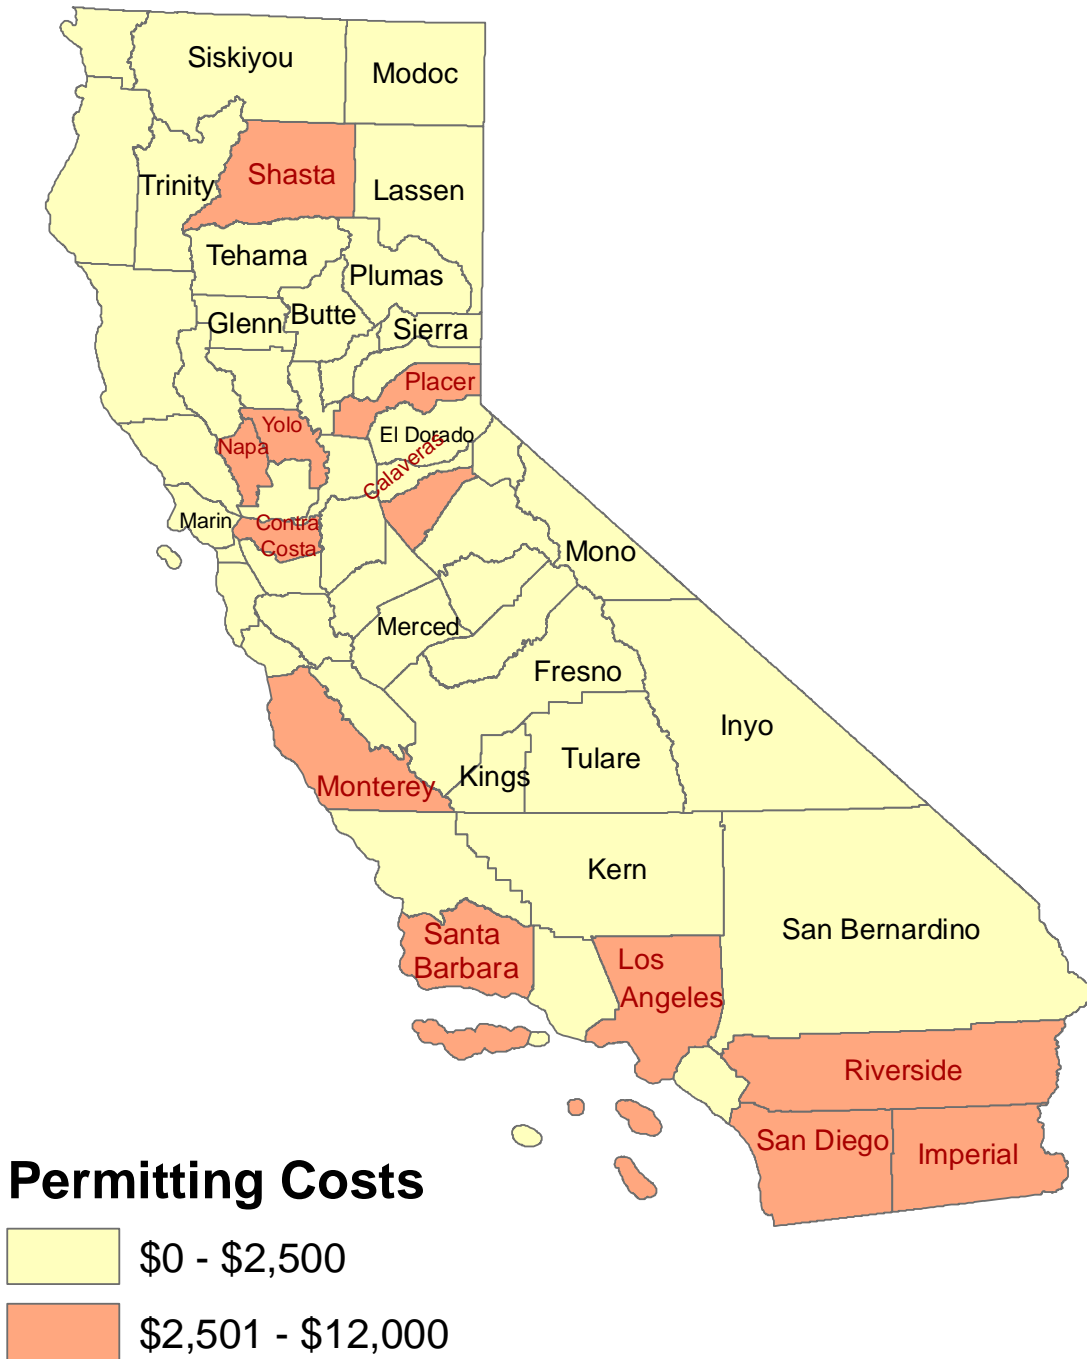 Siskiyou
Modoc
Shasta
Trinity
Lassen
Tehama
Plumas
Butte
Glenn
Sierra
Placer
Yolo
El Dorado
Napa
Calaveras
Marin
Contra
Costa
Mono
Merced
Fresno
Inyo
Tulare
Kings
Monterey
Kern
San Bernardino
Santa
Barbara
Los
Angeles
Riverside
San Diego
Imperial
Permitting Costs
$0 - $2,500
$2,501 - $12,000